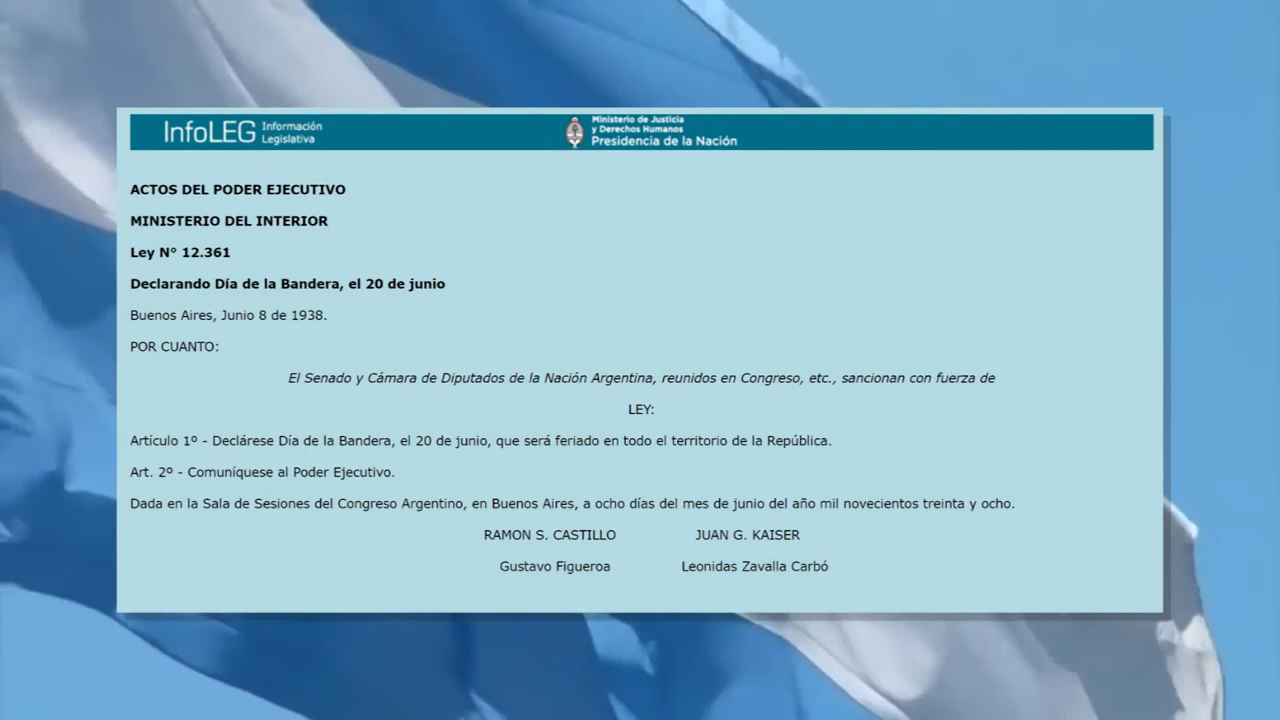 InfoLEG Información
Legislativa
Ministerio de Justicia
y Derechos Humanos
Presidencia de la Nación
ACTOS DEL PODER EJECUTIVO
MINISTERIO DEL INTERIOR
Ley N° 12.361
Declarando Día de la Bandera, el 20 de junio
Buenos Aires, Junio 8 de 1938.
POR CUANTO:
El Senado y Cámara de Diputados de la Nación Argentina, reunidos en Congreso, etc., sancionan con fuerza de
LEY:
Artículo 1º - Declárese Día de la Bandera, el 20 de junio, que será feriado en todo el territorio de la República.
Art. 2º - Comuníquese al Poder Ejecutivo.
Dada en la Sala de Sesiones del Congreso Argentino, en Buenos Aires, a ocho días del mes de junio del año mil novecientos treinta y ocho.
RAMON S. CASTILLO JUAN G. KAISER
Gustavo Figueroa Leonidas Zavalla Carbó